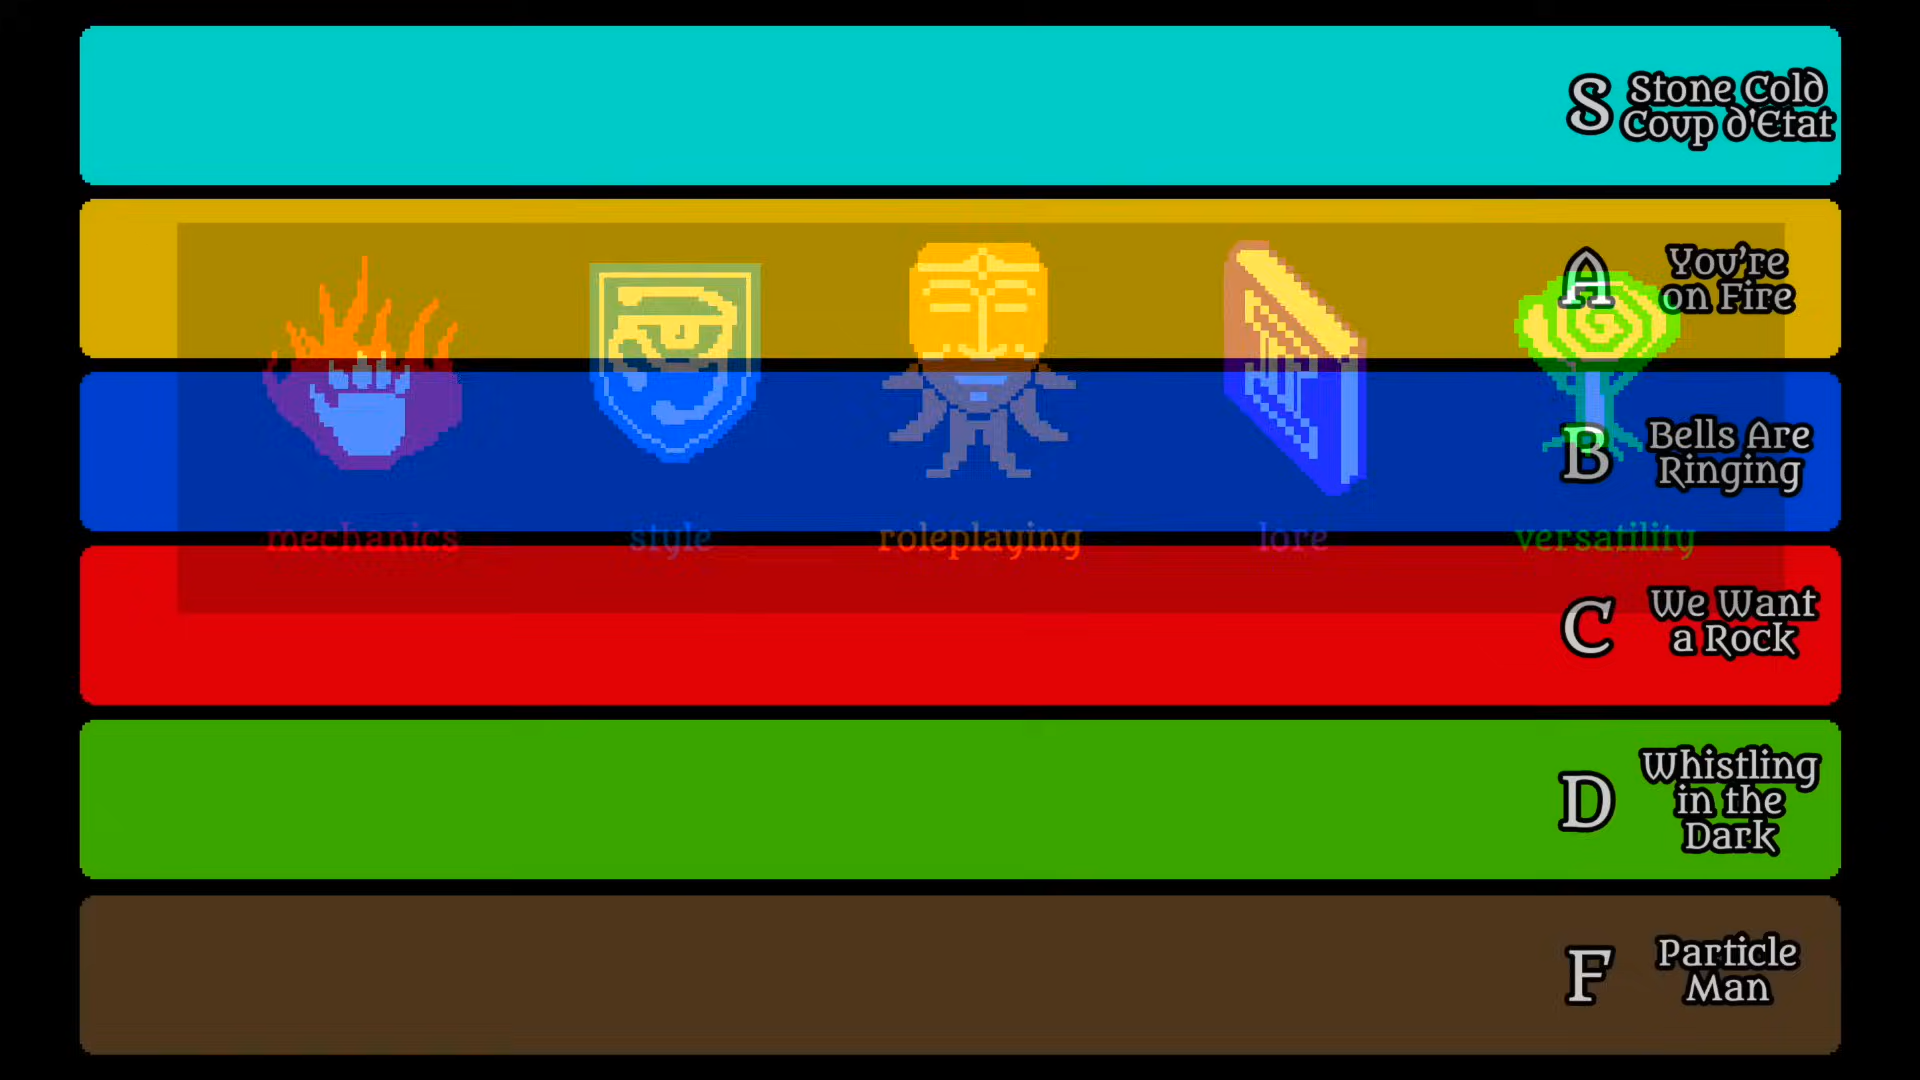 S
Stone Cold
Coup d'Etat
A
You're
on Fire
B
Bells Are
Ringing
mechanics
style
roleplaying
lore
versatility
C
We Want
a Rock
D
Whistling
in the
Dark
F
Particle
Man